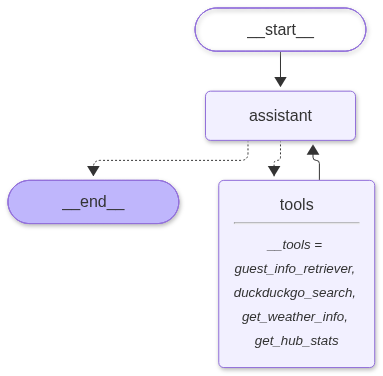 __start__
assistant
__end__
tools
__tools =
guest_info_retriever,
duckduckgo_search,
get_weather_info,
get_hub_stats